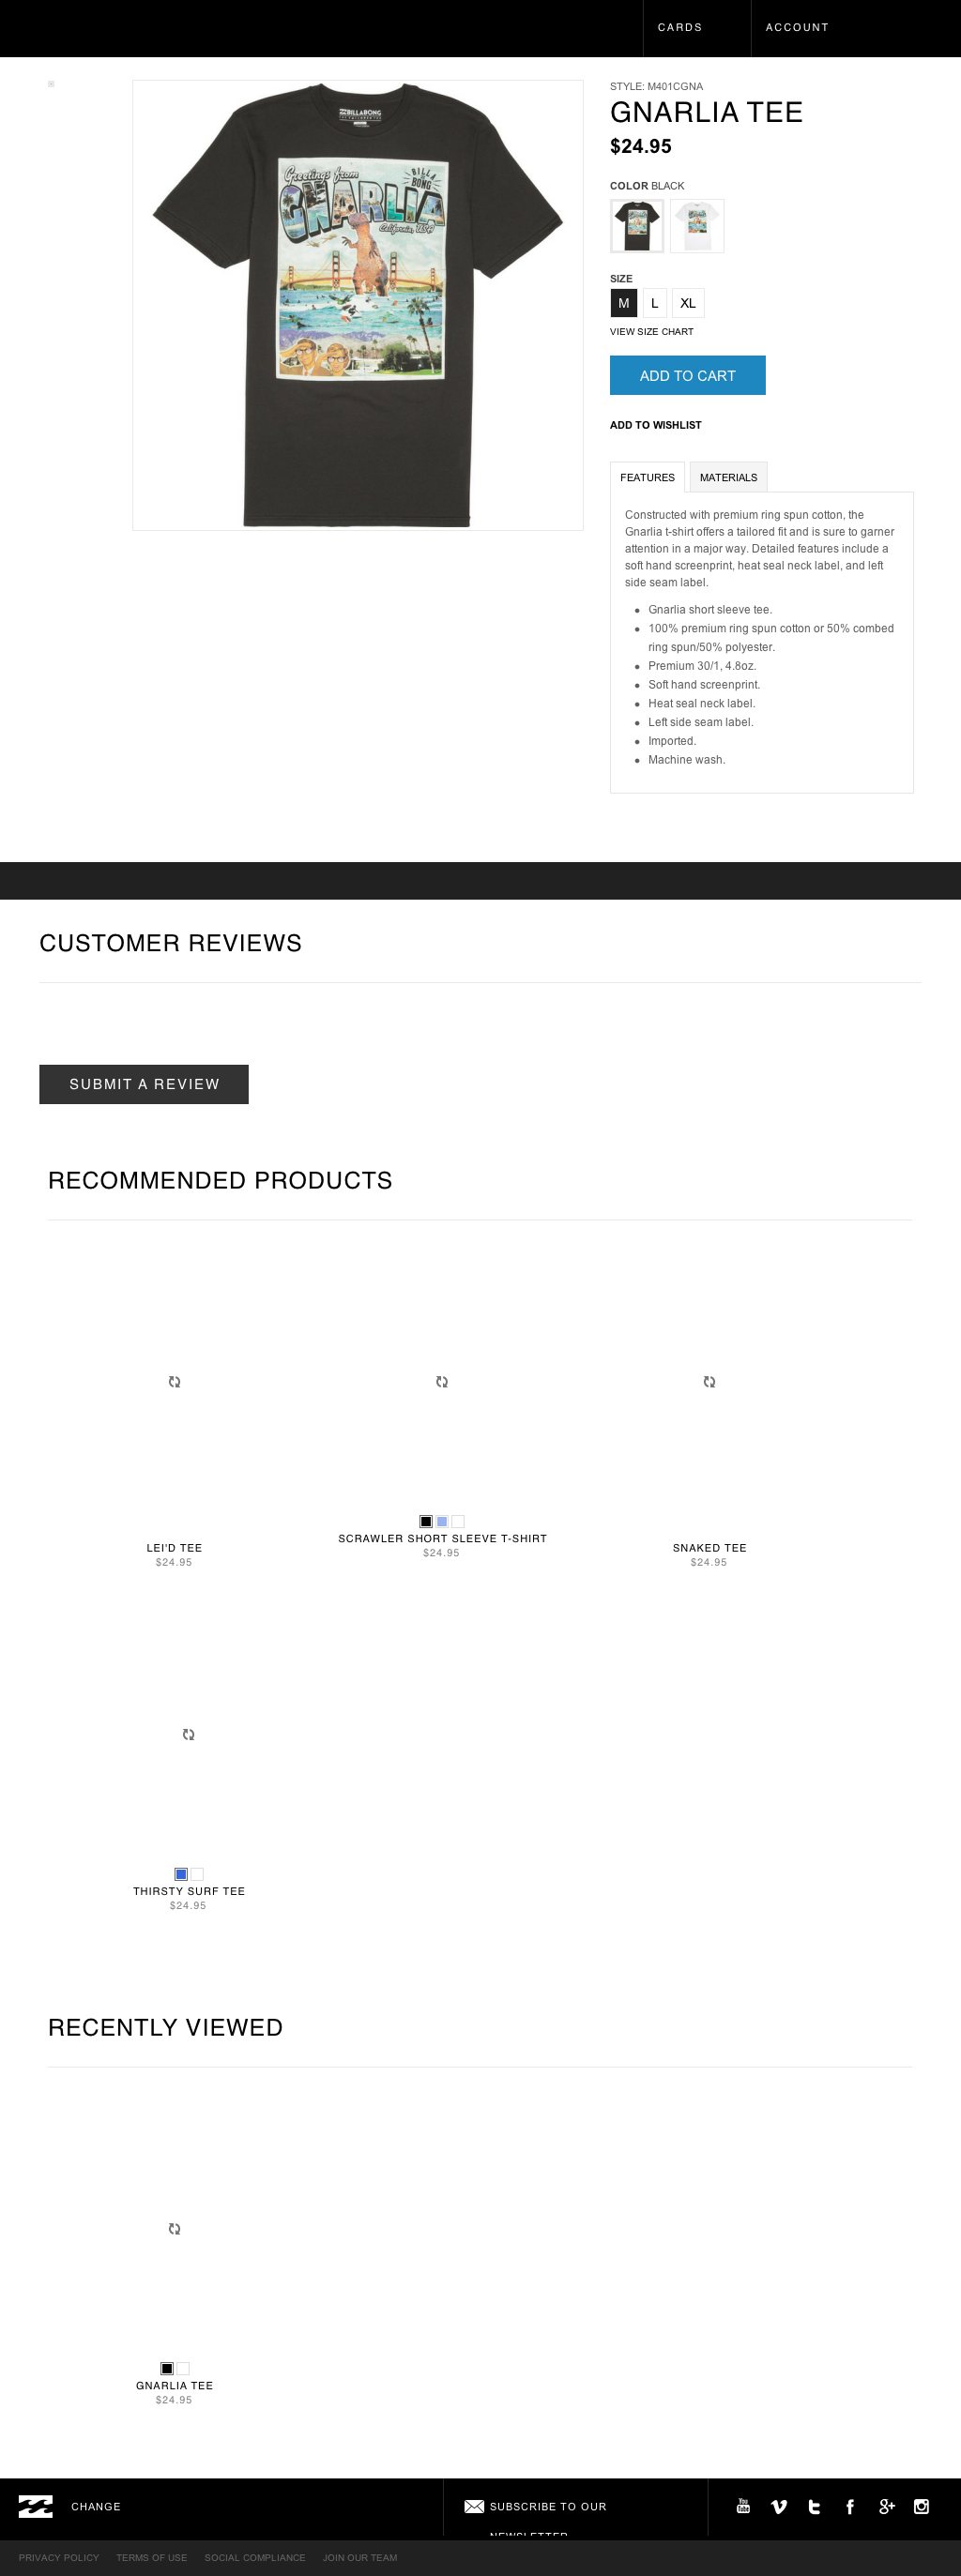 CARDS
ACCOUNT
BILLABONG
Greetings from
BILLA
BONG
GNARLIA
California, USA
STYLE: M401CGNA
GNARLIA TEE
$24.95
COLOR BLACK
SIZE
M L XL
VIEW SIZE CHART
ADD TO CART
ADD TO WISHLIST
FEATURES MATERIALS
Constructed with premium ring spun cotton, the
Gnarlia t-shirt offers a tailored fit and is sure to garner
attention in a major way. Detailed features include a
soft hand screenprint, heat seal neck label, and left
side seam label.
● Gnarlia short sleeve tee.
● 100% premium ring spun cotton or 50% combed
ring spun/50% polyester.
● Premium 30/1, 4.8oz.
● Soft hand screenprint.
● Heat seal neck label.
● Left side seam label.
● Imported.
● Machine wash.
CUSTOMER REVIEWS
SUBMIT A REVIEW
RECOMMENDED PRODUCTS
LEI'D TEE
$24.95
SCRAWLER SHORT SLEEVE T-SHIRT
$24.95
SNAKED TEE
$24.95
THIRSTY SURF TEE
$24.95
RECENTLY VIEWED
GNARLIA TEE
$24.95
CHANGE
SUBSCRIBE TO OUR
NEWSLETTER
You
Tube
PRIVACY POLICY TERMS OF USE SOCIAL COMPLIANCE JOIN OUR TEAM